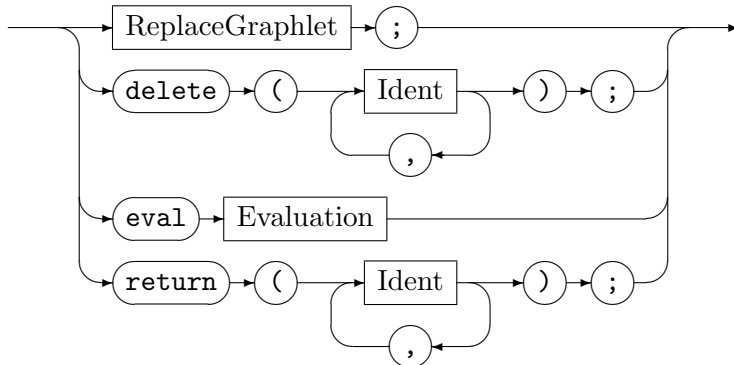 ReplaceGraphlet ;
delete ( Ident ) ;
,
eval Evaluation
return ( Ident ) ;
,